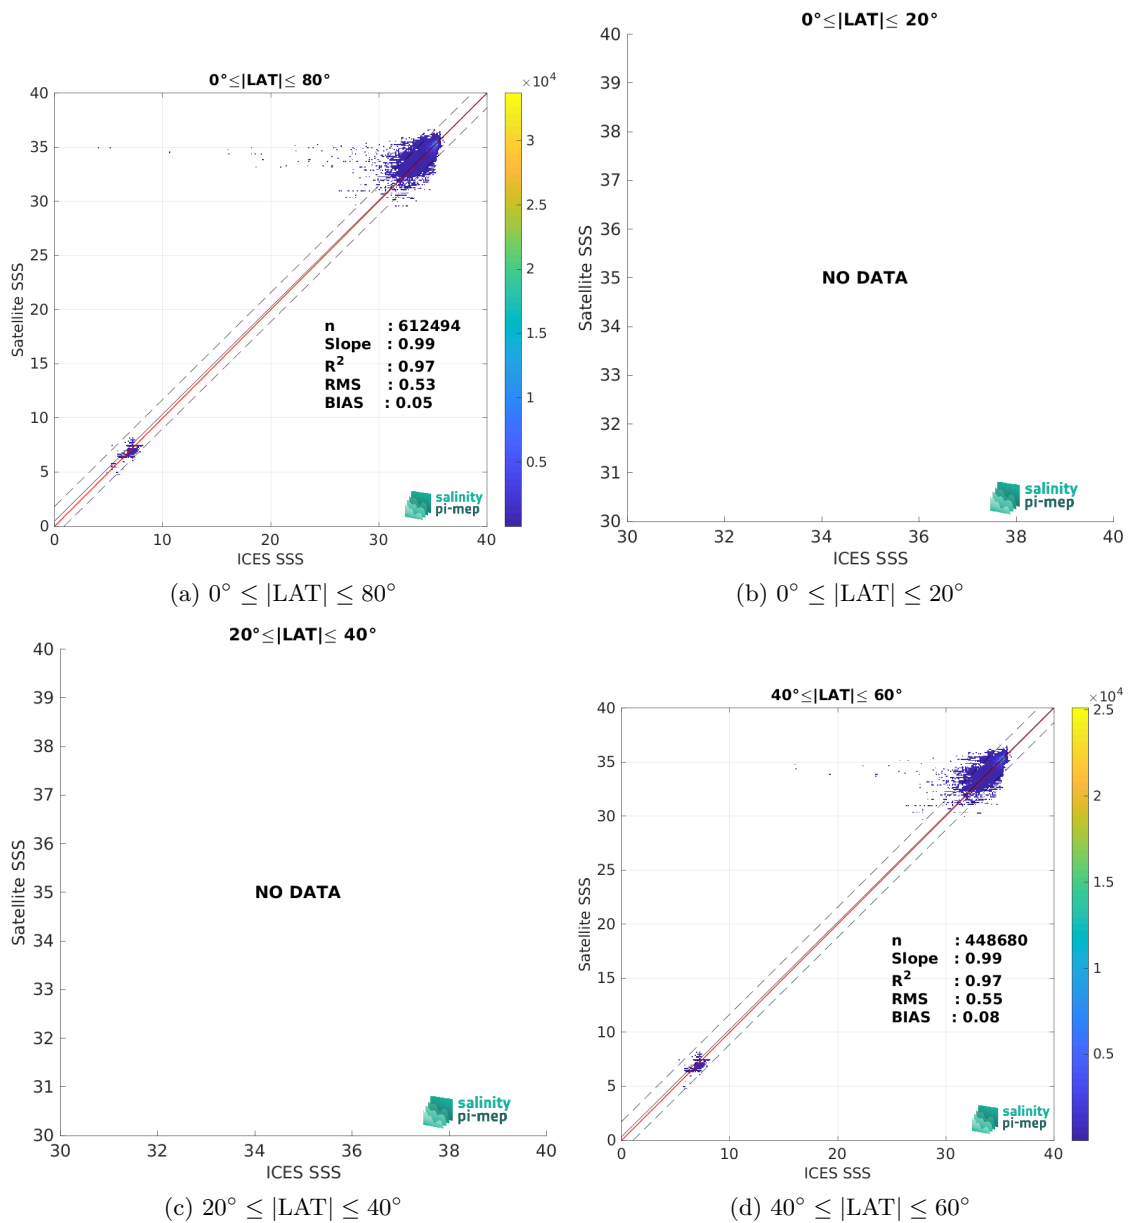 0°≤|LAT|≤ 80°
×10⁴
40
35
30
25
20
15
10
5
0
0 10 20 30 40
3
2.5
2
1.5
1
0.5
Satellite SSS
ICES SSS
n : 612494
Slope : 0.99
R² : 0.97
RMS : 0.53
BIAS : 0.05
salinity
pi-mep
(a) 0° ≤ |LAT| ≤ 80°
0°≤|LAT|≤ 20°
40
39
38
37
36
35
34
33
32
31
30
30 32 34 36 38 40
Satellite SSS
ICES SSS
NO DATA
salinity
pi-mep
(b) 0° ≤ |LAT| ≤ 20°
20°≤|LAT|≤ 40°
40
39
38
37
36
35
34
33
32
31
30
30 32 34 36 38 40
Satellite SSS
ICES SSS
NO DATA
salinity
pi-mep
(c) 20° ≤ |LAT| ≤ 40°
40°≤|LAT|≤ 60°
×10⁴
40
35
30
25
20
15
10
5
0
0 10 20 30 40
2.5
2
1.5
1
0.5
Satellite SSS
ICES SSS
n : 448680
Slope : 0.99
R² : 0.97
RMS : 0.55
BIAS : 0.08
salinity
pi-mep
(d) 40° ≤ |LAT| ≤ 60°